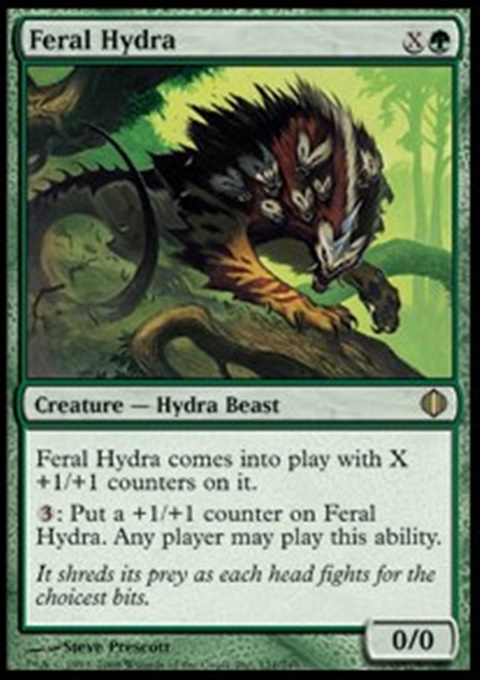 Feral Hydra X
Creature — Hydra Beast
Feral Hydra comes into play with X
+1/+1 counters on it.
3: Put a +1/+1 counter on Feral
Hydra. Any player may play this ability.
It shreds its prey as each head fights for the
choicest bits.
Steve Prescott
0/0